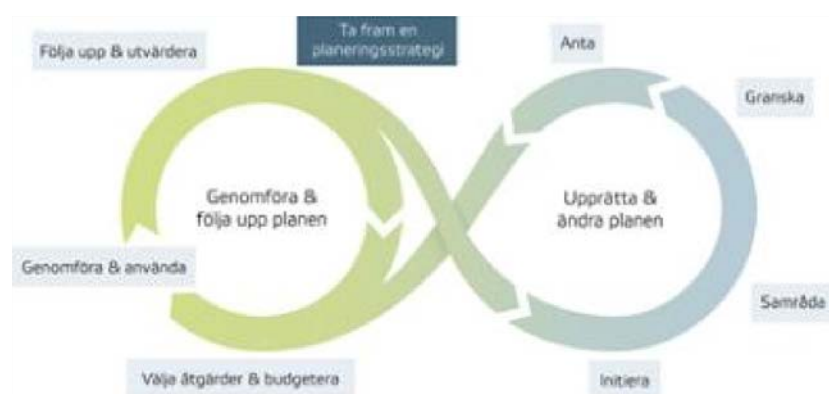 Ta fram en
planeringsstrategi
Följa upp & utvärdera
Anta
Granska
Genomföra &
följa upp planen
Upprätta &
ändra planen
Genomföra & använda
Samråda
Välja åtgärder & budgetera
Initiera